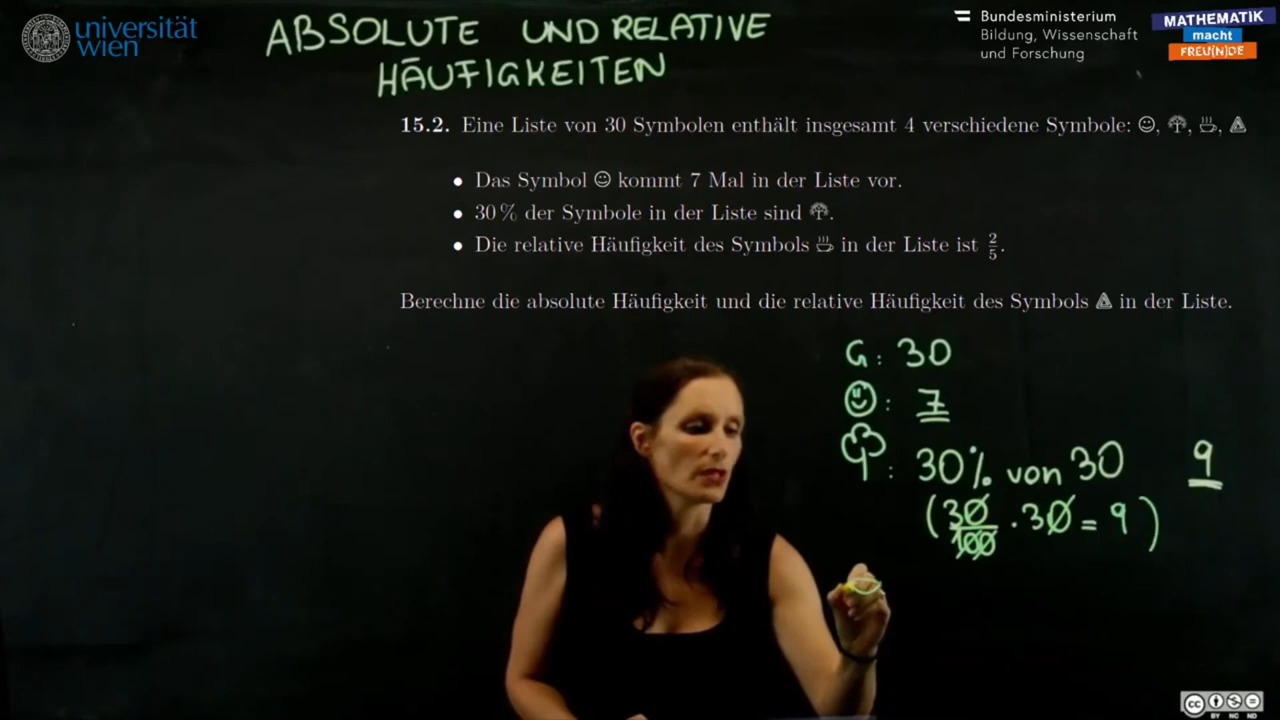 universität
wien
ABSOLUTE UND RELATIVE
HÄUFIGKEITEN
Bundesministerium
Bildung, Wissenschaft
und Forschung
MATHEMATIK
macht
FREU(N)DE
15.2. Eine Liste von 30 Symbolen enthält insgesamt 4 verschiedene Symbole: ☺, , ,
• Das Symbol ☺ kommt 7 Mal in der Liste vor.
• 30 % der Symbole in der Liste sind .
• Die relative Häufigkeit des Symbols in der Liste ist 2/5.
Berechne die absolute Häufigkeit und die relative Häufigkeit des Symbols in der Liste.
G: 30
☺: 7
: 30% von 30 9
(30/100 · 30 = 9)
cc
BY NC ND